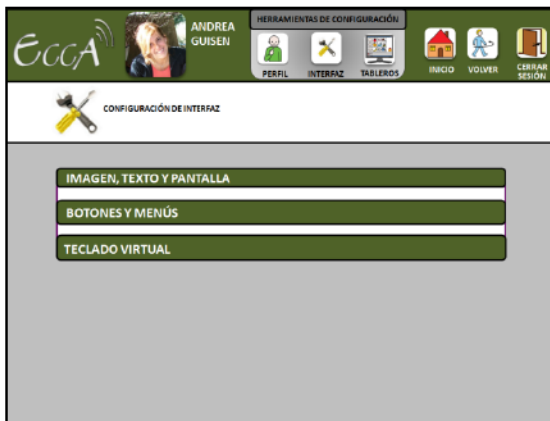 ECCA
ANDREA
GUISEN
HERRAMIENTAS DE CONFIGURACIÓN
PERFIL
INTERFAZ
TABLEROS
INICIO
VOLVER
CERRAR
SESIÓN
CONFIGURACIÓN DE INTERFAZ
IMAGEN, TEXTO Y PANTALLA
BOTONES Y MENÚS
TECLADO VIRTUAL